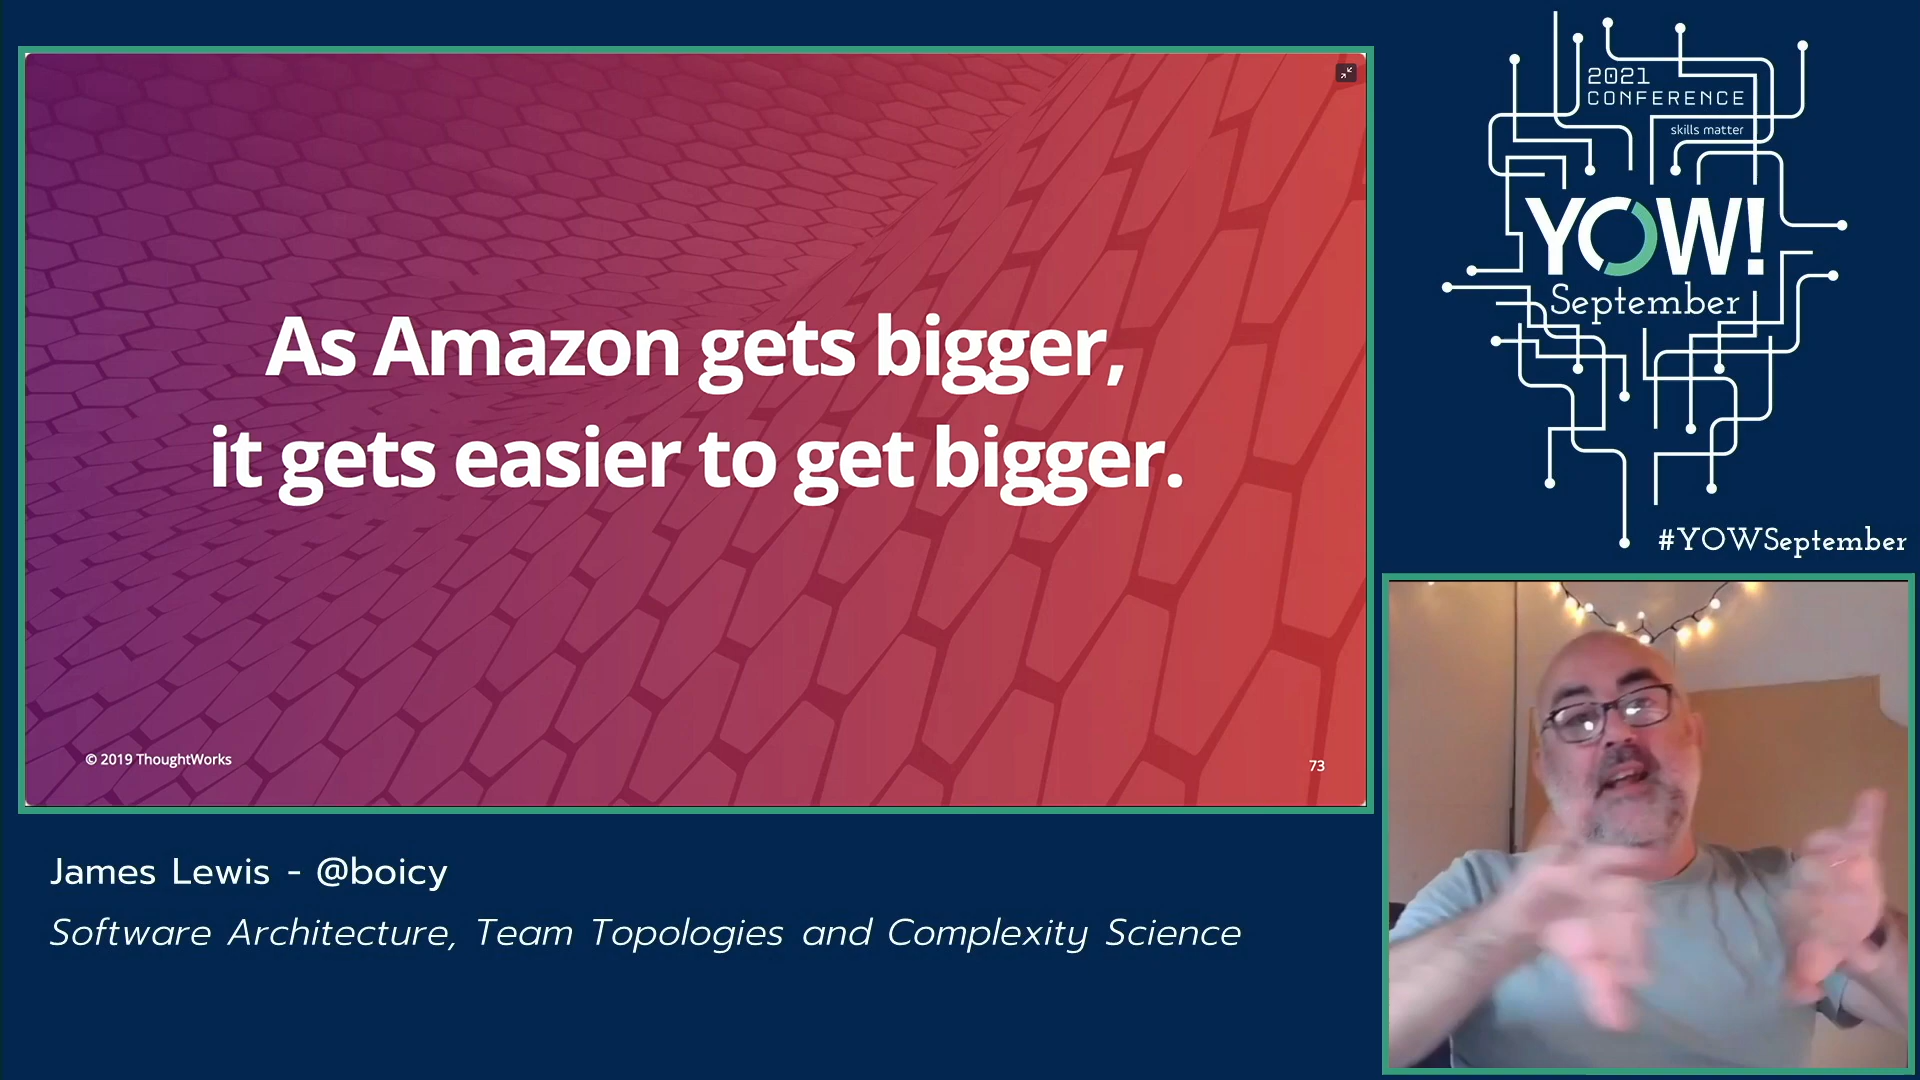 As Amazon gets bigger,
it gets easier to get bigger.
© 2019 ThoughtWorks
73
2021
CONFERENCE
skills matter
YOW!
September
#YOWSeptember
James Lewis - @boicy
Software Architecture, Team Topologies and Complexity Science